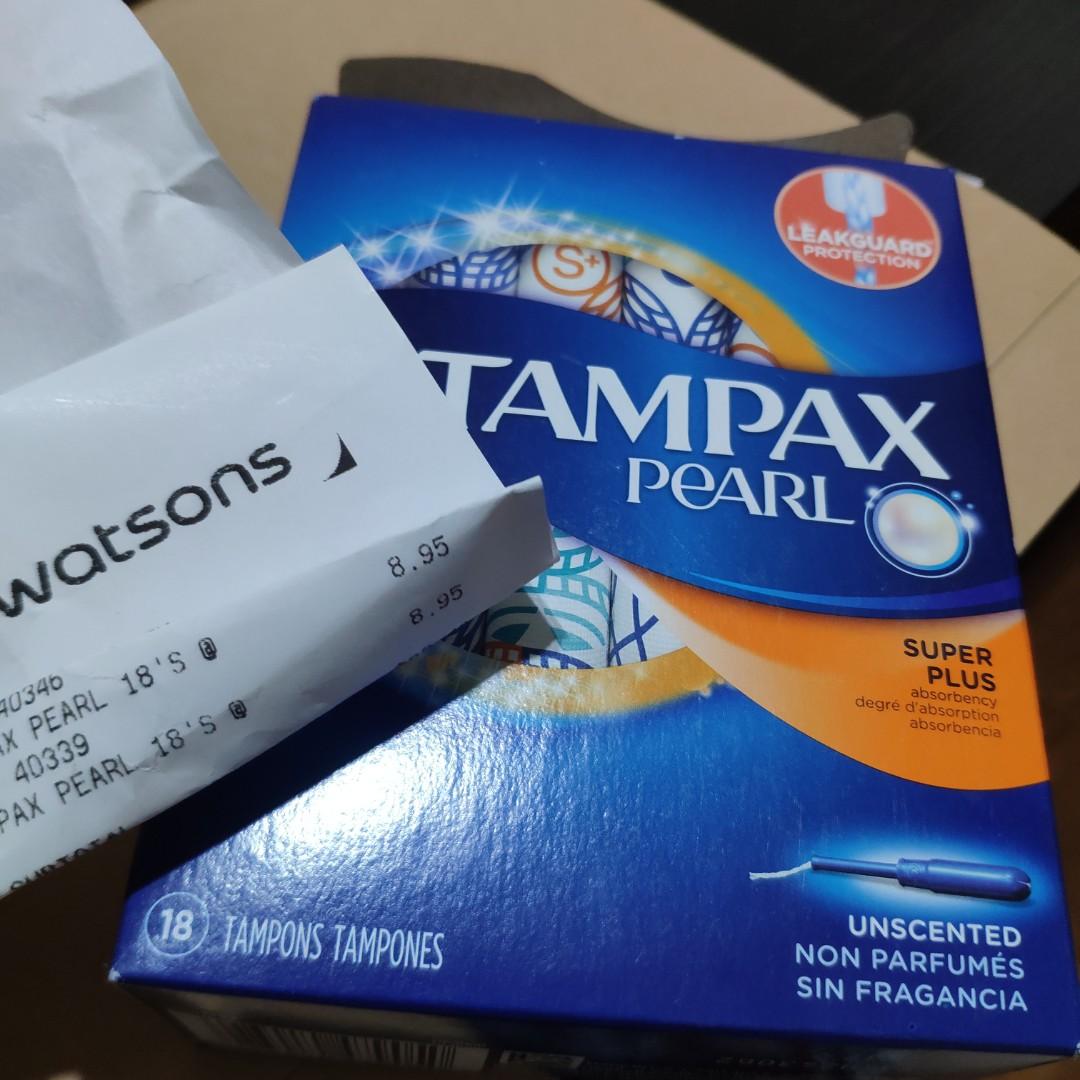 watsons
8.95
8.95
40346
AX PEARL 18'S @
40339
PAX PEARL 18'S @
LEAKGUARD
PROTECTION
S+
TAMPAX
PEARL
SUPER
PLUS
absorbency
degré d'absorption
absorbencia
18 TAMPONS TAMPONES
UNSCENTED
NON PARFUMÉS
SIN FRAGANCIA